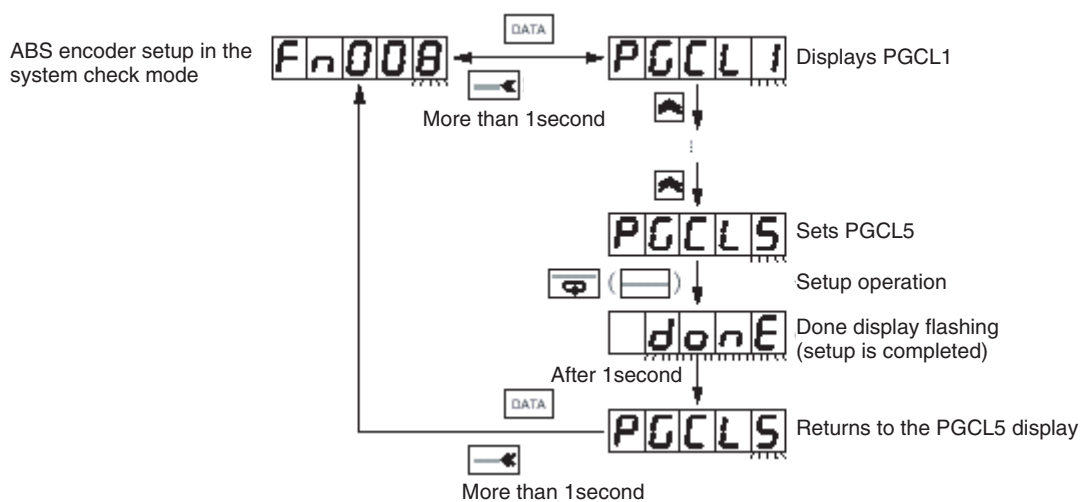 DATA
ABS encoder setup in the
system check mode
Fn008
PGCL1
Displays PGCL1
More than 1second
PGCL5
Sets PGCL5
Setup operation
donE
Done display flashing
(setup is completed)
After 1second
DATA
PGCL5
Returns to the PGCL5 display
More than 1second